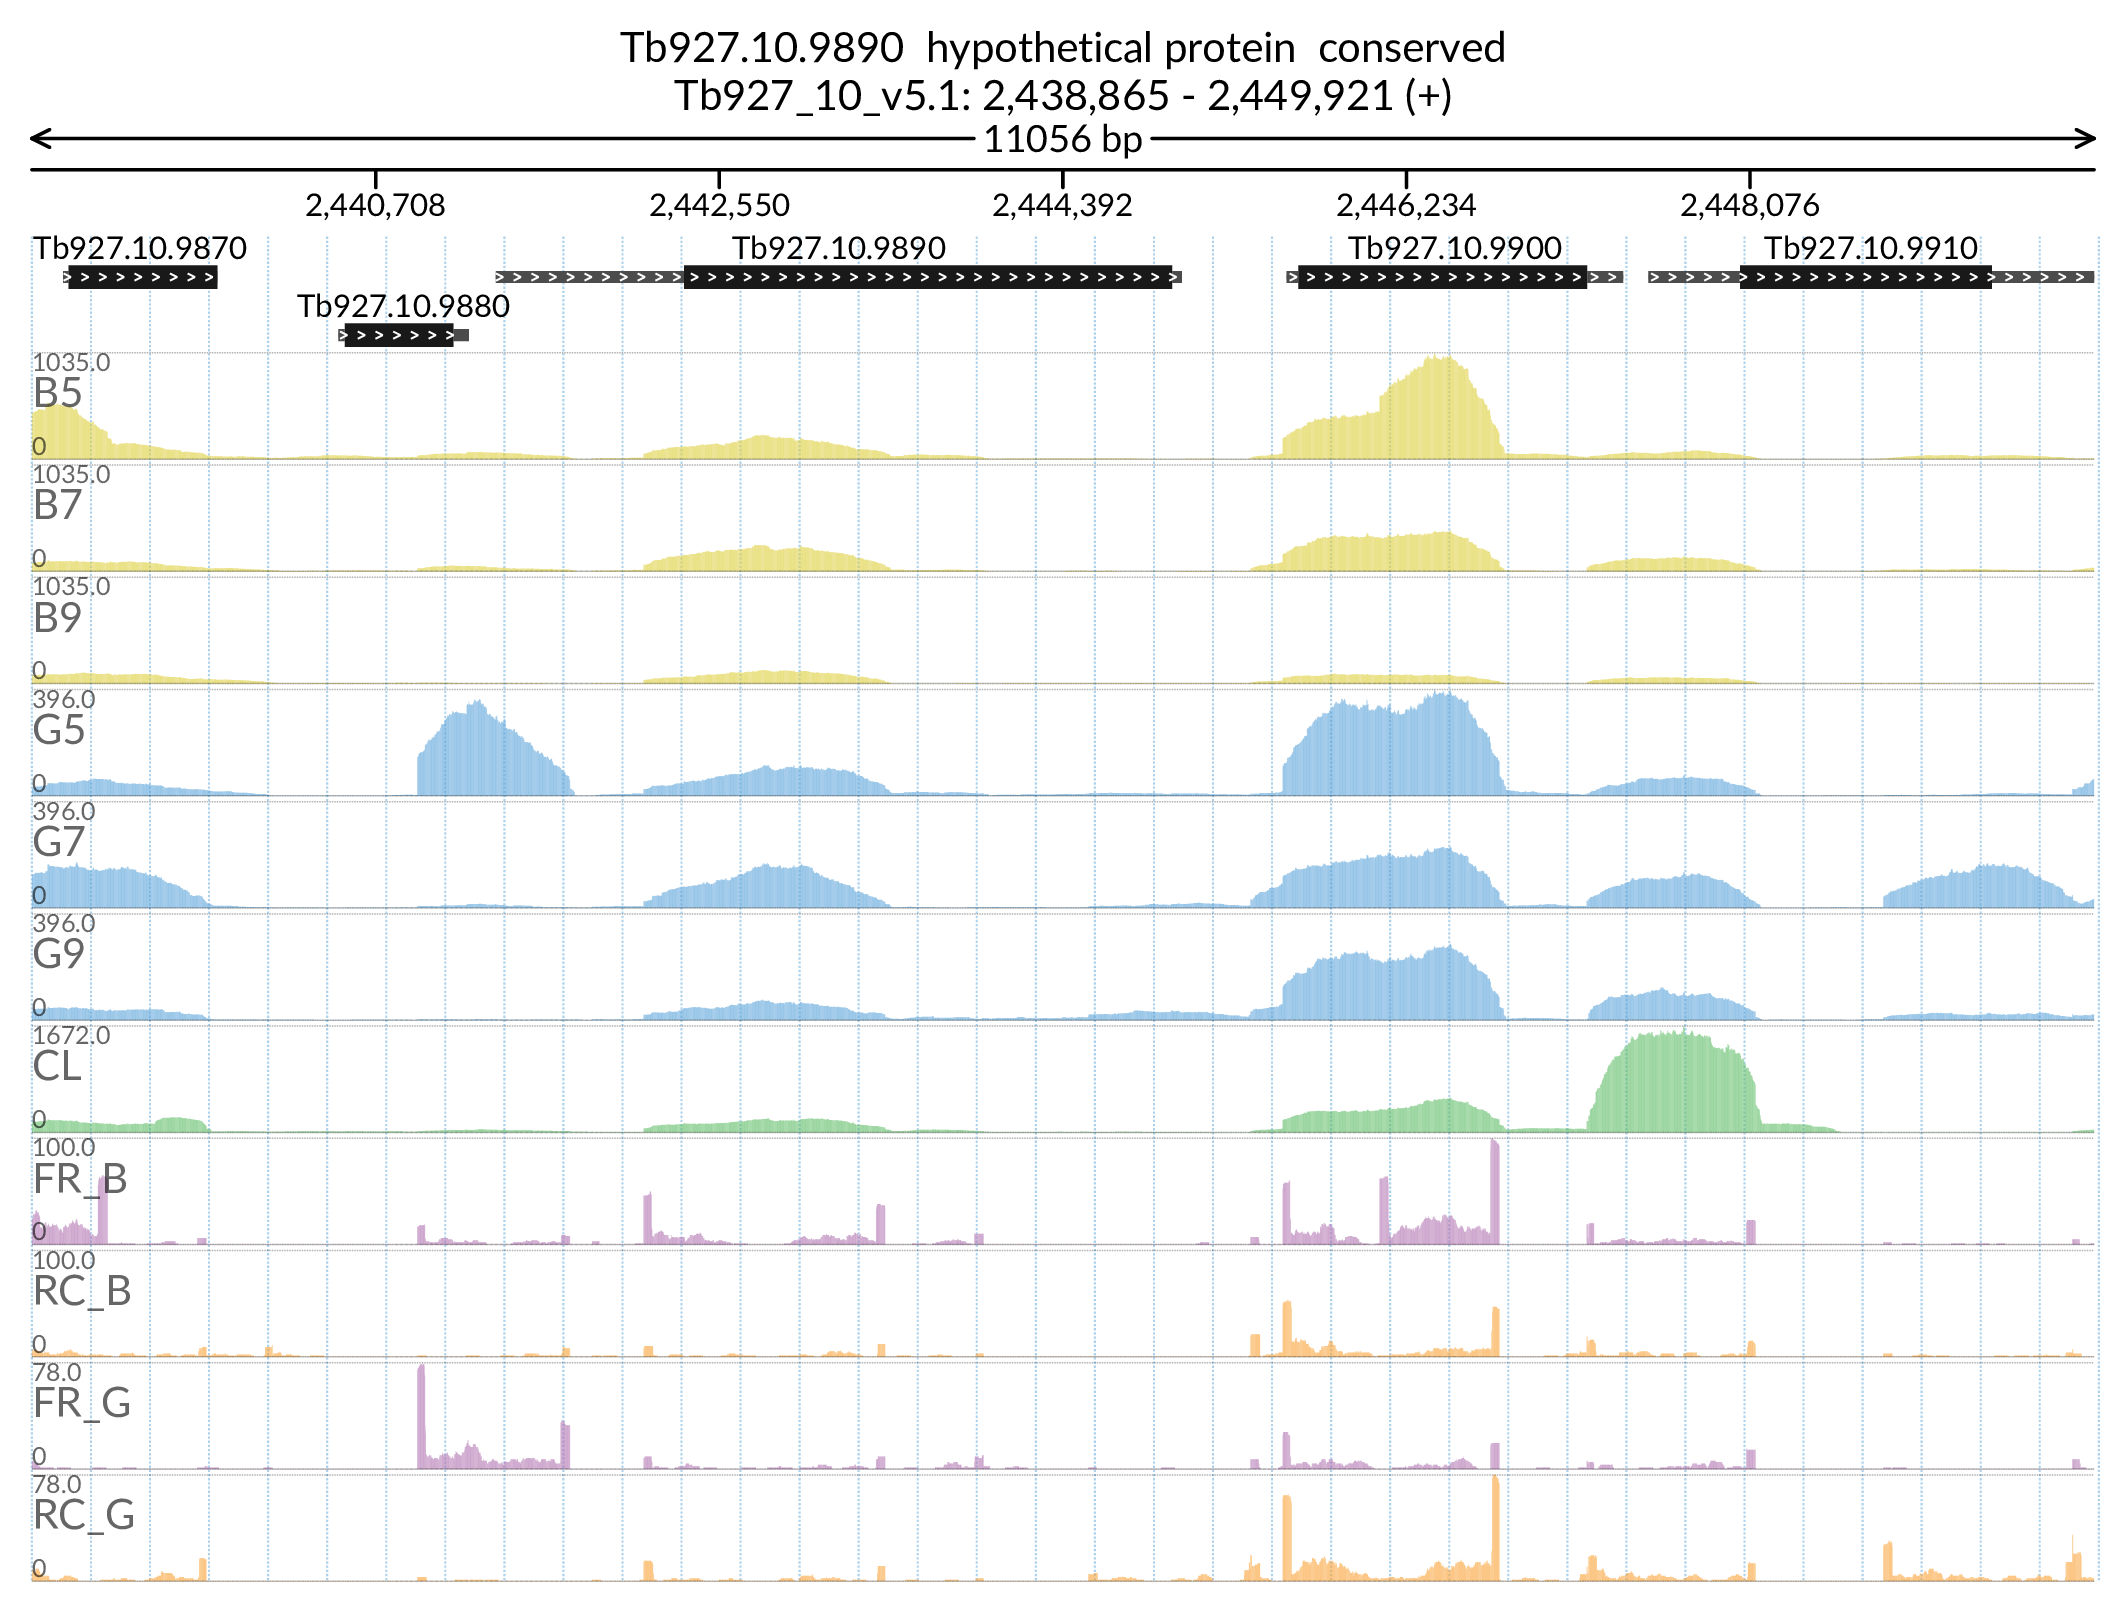 Tb927.10.9890 hypothetical protein conserved
Tb927_10_v5.1: 2,438,865 - 2,449,921 (+)
11056 bp
2,440,708 2,442,550 2,444,392 2,446,234 2,448,076
Tb927.10.9870 Tb927.10.9890 Tb927.10.9900 Tb927.10.9910
Tb927.10.9880
1035.0
B5
0
1035.0
B7
0
1035.0
B9
0
396.0
G5
0
396.0
G7
0
396.0
G9
0
1672.0
CL
0
100.0
FR_B
0
100.0
RC_B
0
78.0
FR_G
0
78.0
RC_G
0